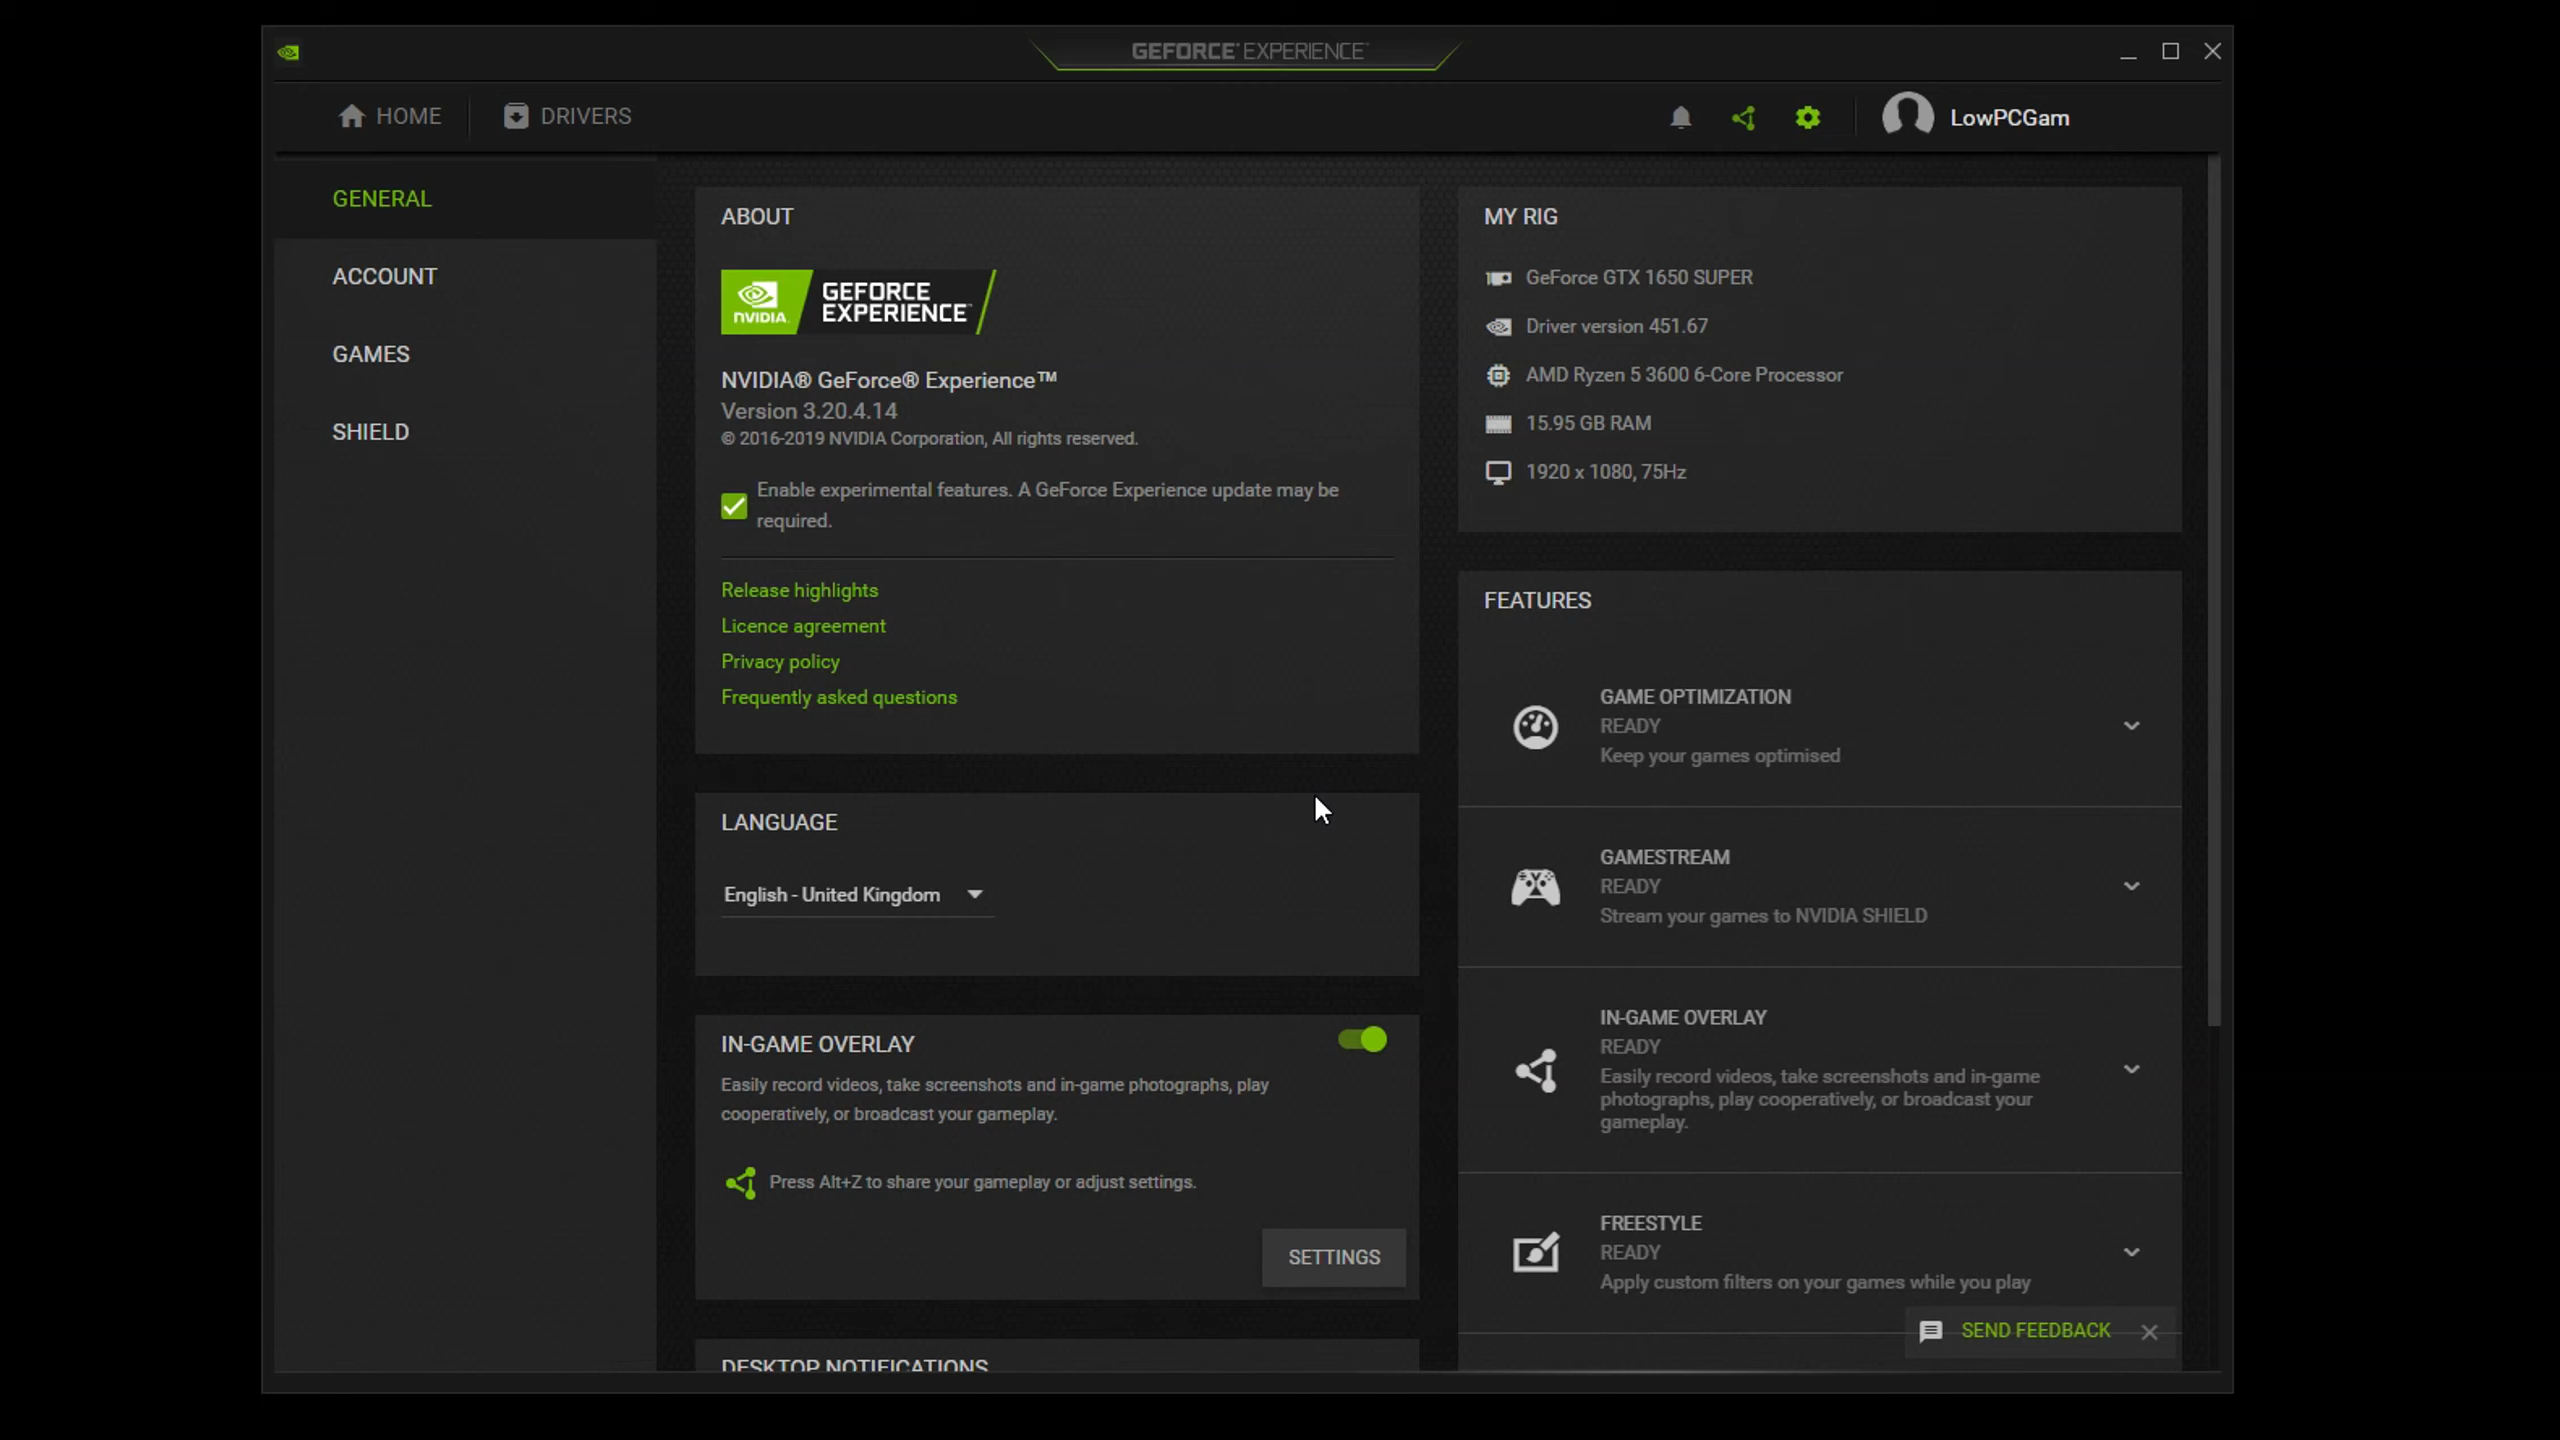 GEFORCE® EXPERIENCE™
HOME
DRIVERS
LowPCGam
GENERAL
ACCOUNT
GAMES
SHIELD
ABOUT
NVIDIA. GEFORCE
EXPERIENCE™
NVIDIA® GeForce® Experience™
Version 3.20.4.14
© 2016-2019 NVIDIA Corporation, All rights reserved.
Enable experimental features. A GeForce Experience update may be
required.
Release highlights
Licence agreement
Privacy policy
Frequently asked questions
LANGUAGE
English - United Kingdom
IN-GAME OVERLAY
Easily record videos, take screenshots and in-game photographs, play
cooperatively, or broadcast your gameplay.
Press Alt+Z to share your gameplay or adjust settings.
SETTINGS
DESKTOP NOTIFICATIONS
MY RIG
GeForce GTX 1650 SUPER
Driver version 451.67
AMD Ryzen 5 3600 6-Core Processor
15.95 GB RAM
1920 x 1080, 75Hz
FEATURES
GAME OPTIMIZATION
READY
Keep your games optimised
GAMESTREAM
READY
Stream your games to NVIDIA SHIELD
IN-GAME OVERLAY
READY
Easily record videos, take screenshots and in-game
photographs, play cooperatively, or broadcast your
gameplay.
FREESTYLE
READY
Apply custom filters on your games while you play
SEND FEEDBACK